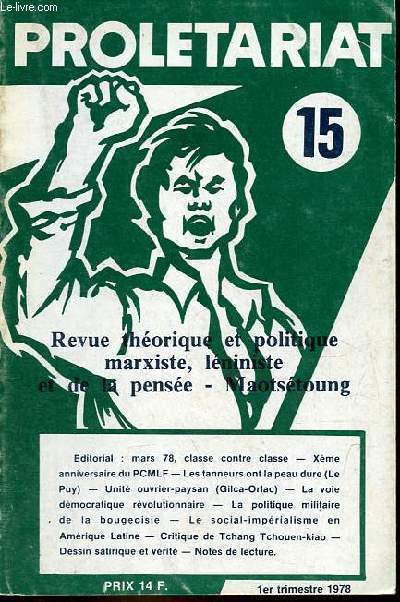 Le-livre.com
PROLETARIAT
15
Revue théorique et politique
marxiste, léniniste
et de la pensée - Maotsétoung
Editorial : mars 78, classe contre classe — Xème
anniversaire du PCMLF — Les tanneurs ont la peau dure (Le
Puy) — Unité ouvrier-paysan (Gilca-Orlac) — La voie
démocratique révolutionnaire — La politique militaire
de la bougeoisie — Le social-impérialisme en
Amérique Latine — Critique de Tchang Tchouen-kiao —
Dessin satirique et vérité — Notes de lecture.
PRIX 14 F.
1er trimestre 1978